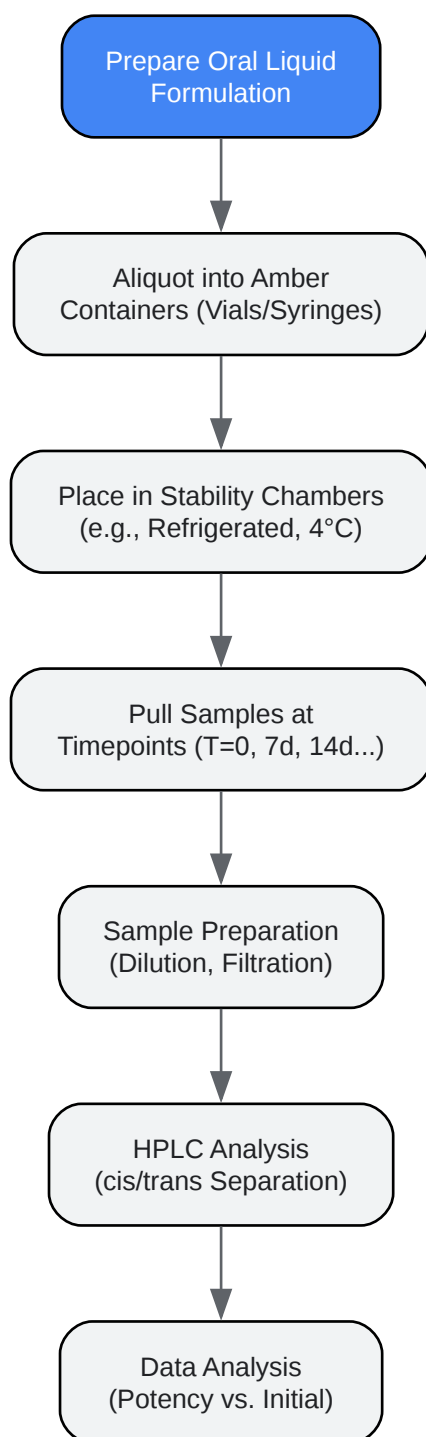 Prepare Oral Liquid
Formulation
Aliquot into Amber
Containers (Vials/Syringes)
Place in Stability Chambers
(e.g., Refrigerated, 4°C)
Pull Samples at
Timepoints (T=0, 7d, 14d...)
Sample Preparation
(Dilution, Filtration)
HPLC Analysis
(cis/trans Separation)
Data Analysis
(Potency vs. Initial)